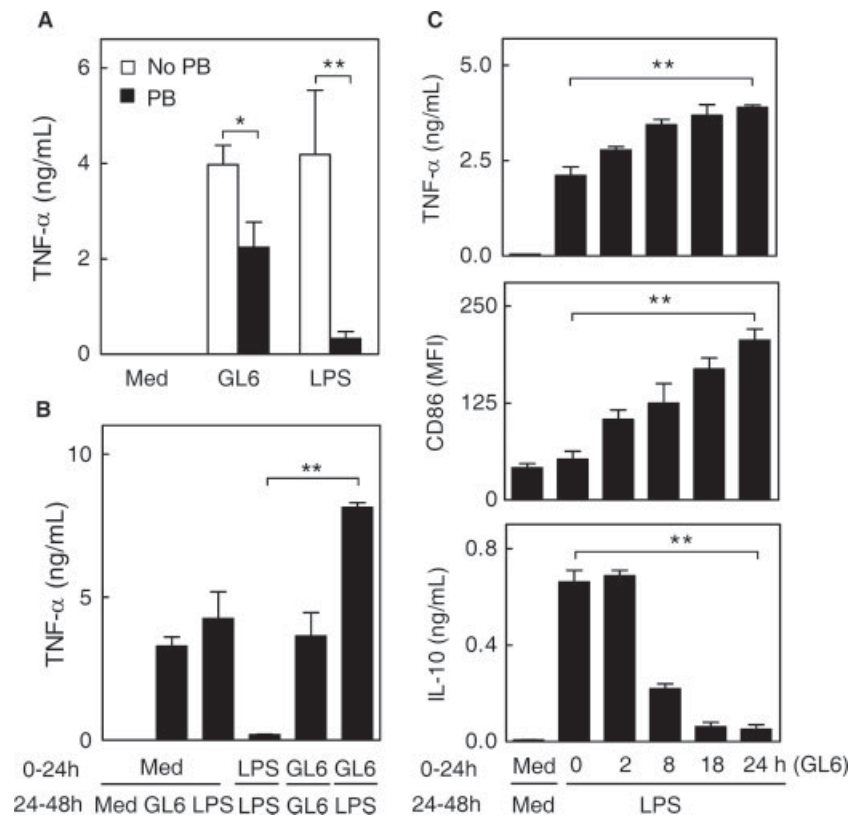 A
TNF-α (ng/mL)
6
4
2
0
No PB
PB
*
**
Med GL6 LPS
B
TNF-α (ng/mL)
10
5
0
**
0-24h Med LPS GL6 GL6
24-48h Med GL6 LPS LPS GL6 LPS
C
TNF-α (ng/mL)
5.0
2.5
0.0
**
CD86 (MFI)
250
125
0
**
IL-10 (ng/mL)
0.8
0.4
0.0
**
0-24h Med 0 2 8 18 24 h (GL6)
24-48h Med LPS